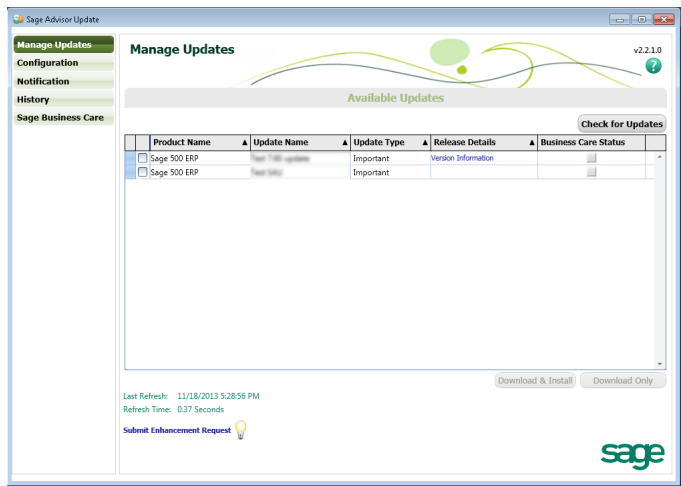 Sage Advisor Update
Manage Updates
Configuration
Notification
History
Sage Business Care
Manage Updates
v2.2.1.0
?
Available Updates
Check for Updates
Product Name ▲ Update Name ▲ Update Type ▲ Release Details ▲ Business Care Status
Sage 500 ERP Important Version Information
Sage 500 ERP Important
Download & Install Download Only
Last Refresh: 11/18/2013 5:28:56 PM
Refresh Time: 0.37 Seconds
Submit Enhancement Request
sage